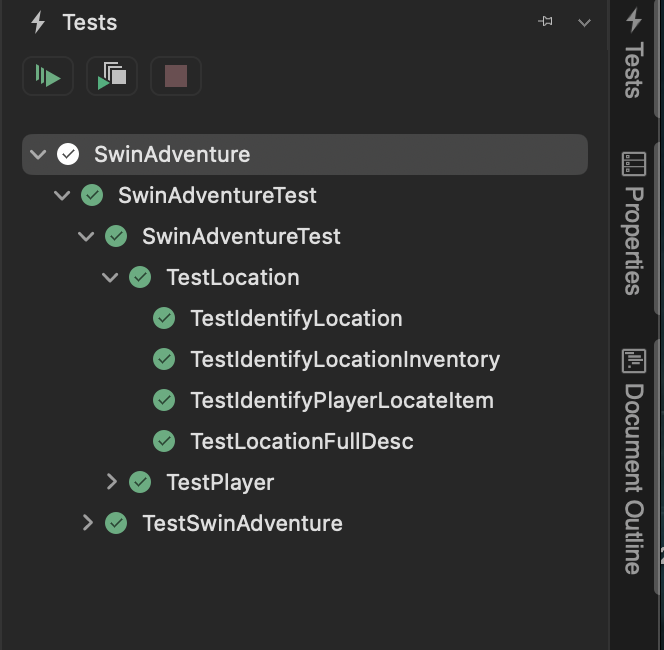 Tests
SwinAdventure
SwinAdventureTest
SwinAdventureTest
TestLocation
TestIdentifyLocation
TestIdentifyLocationInventory
TestIdentifyPlayerLocateItem
TestLocationFullDesc
TestPlayer
TestSwinAdventure
Tests
Properties
Document Outline